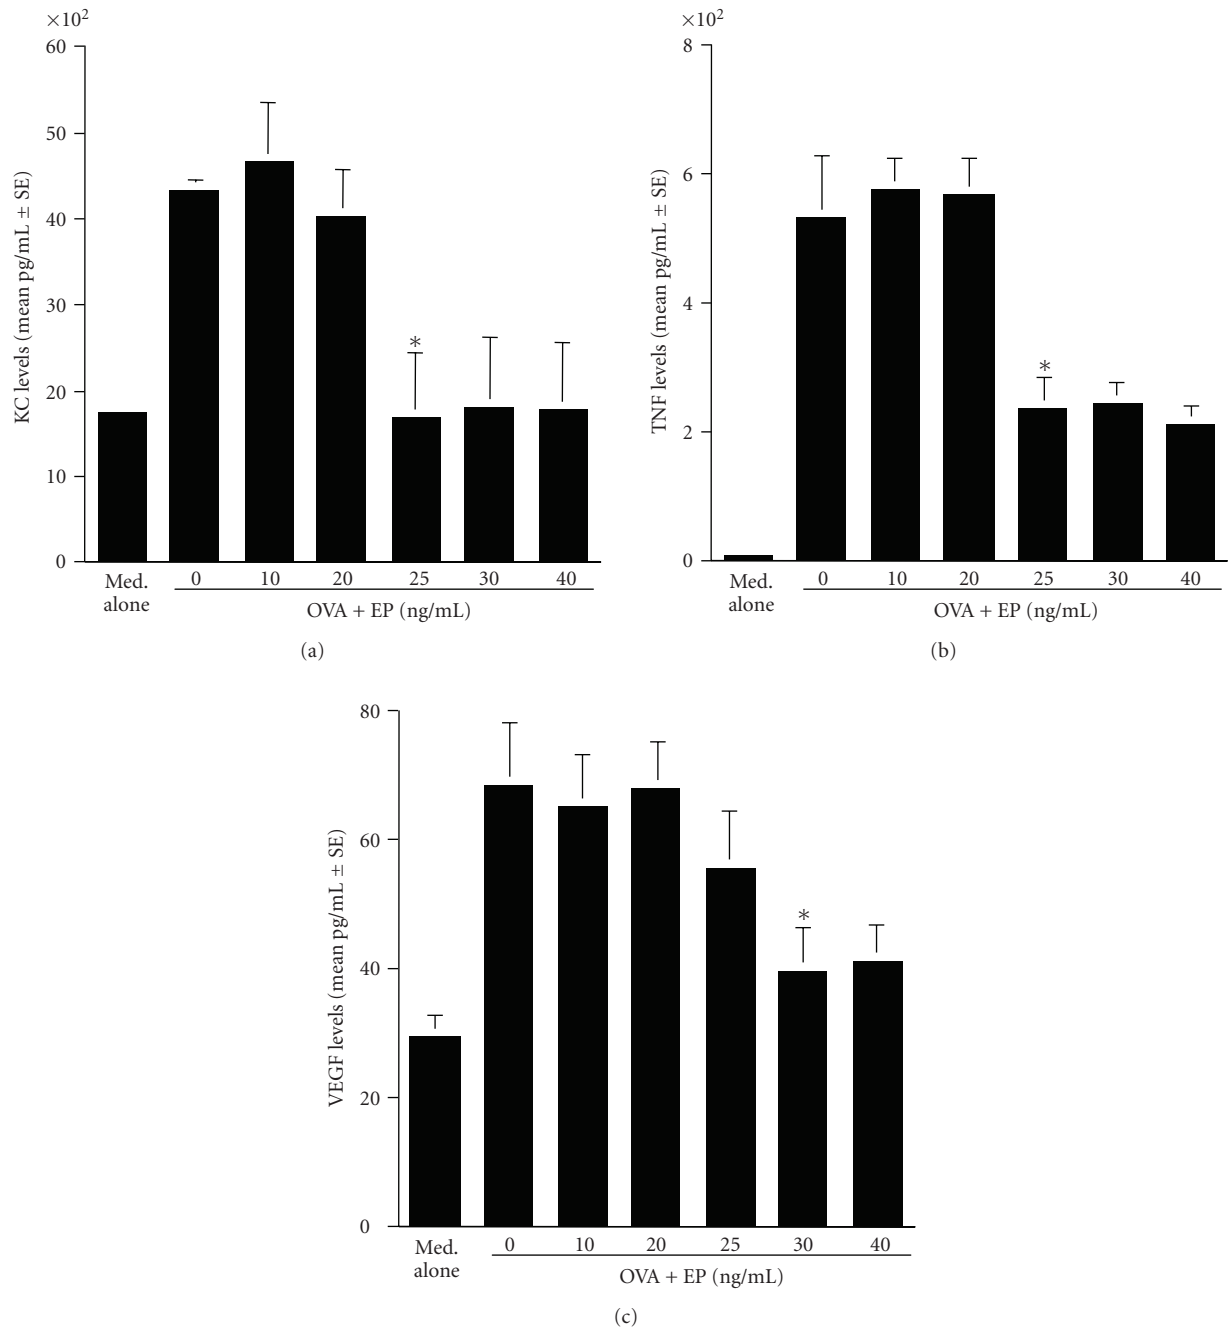 ×10²
60
50
40
30
20
10
0
KC levels (mean pg/mL ± SE)
*
Med. alone
0 10 20 25 30 40
OVA + EP (ng/mL)
(a)
×10²
8
6
4
2
0
TNF levels (mean pg/mL ± SE)
*
Med. alone
0 10 20 25 30 40
OVA + EP (ng/mL)
(b)
80
60
40
20
0
VEGF levels (mean pg/mL ± SE)
*
Med. alone
0 10 20 25 30 40
OVA + EP (ng/mL)
(c)